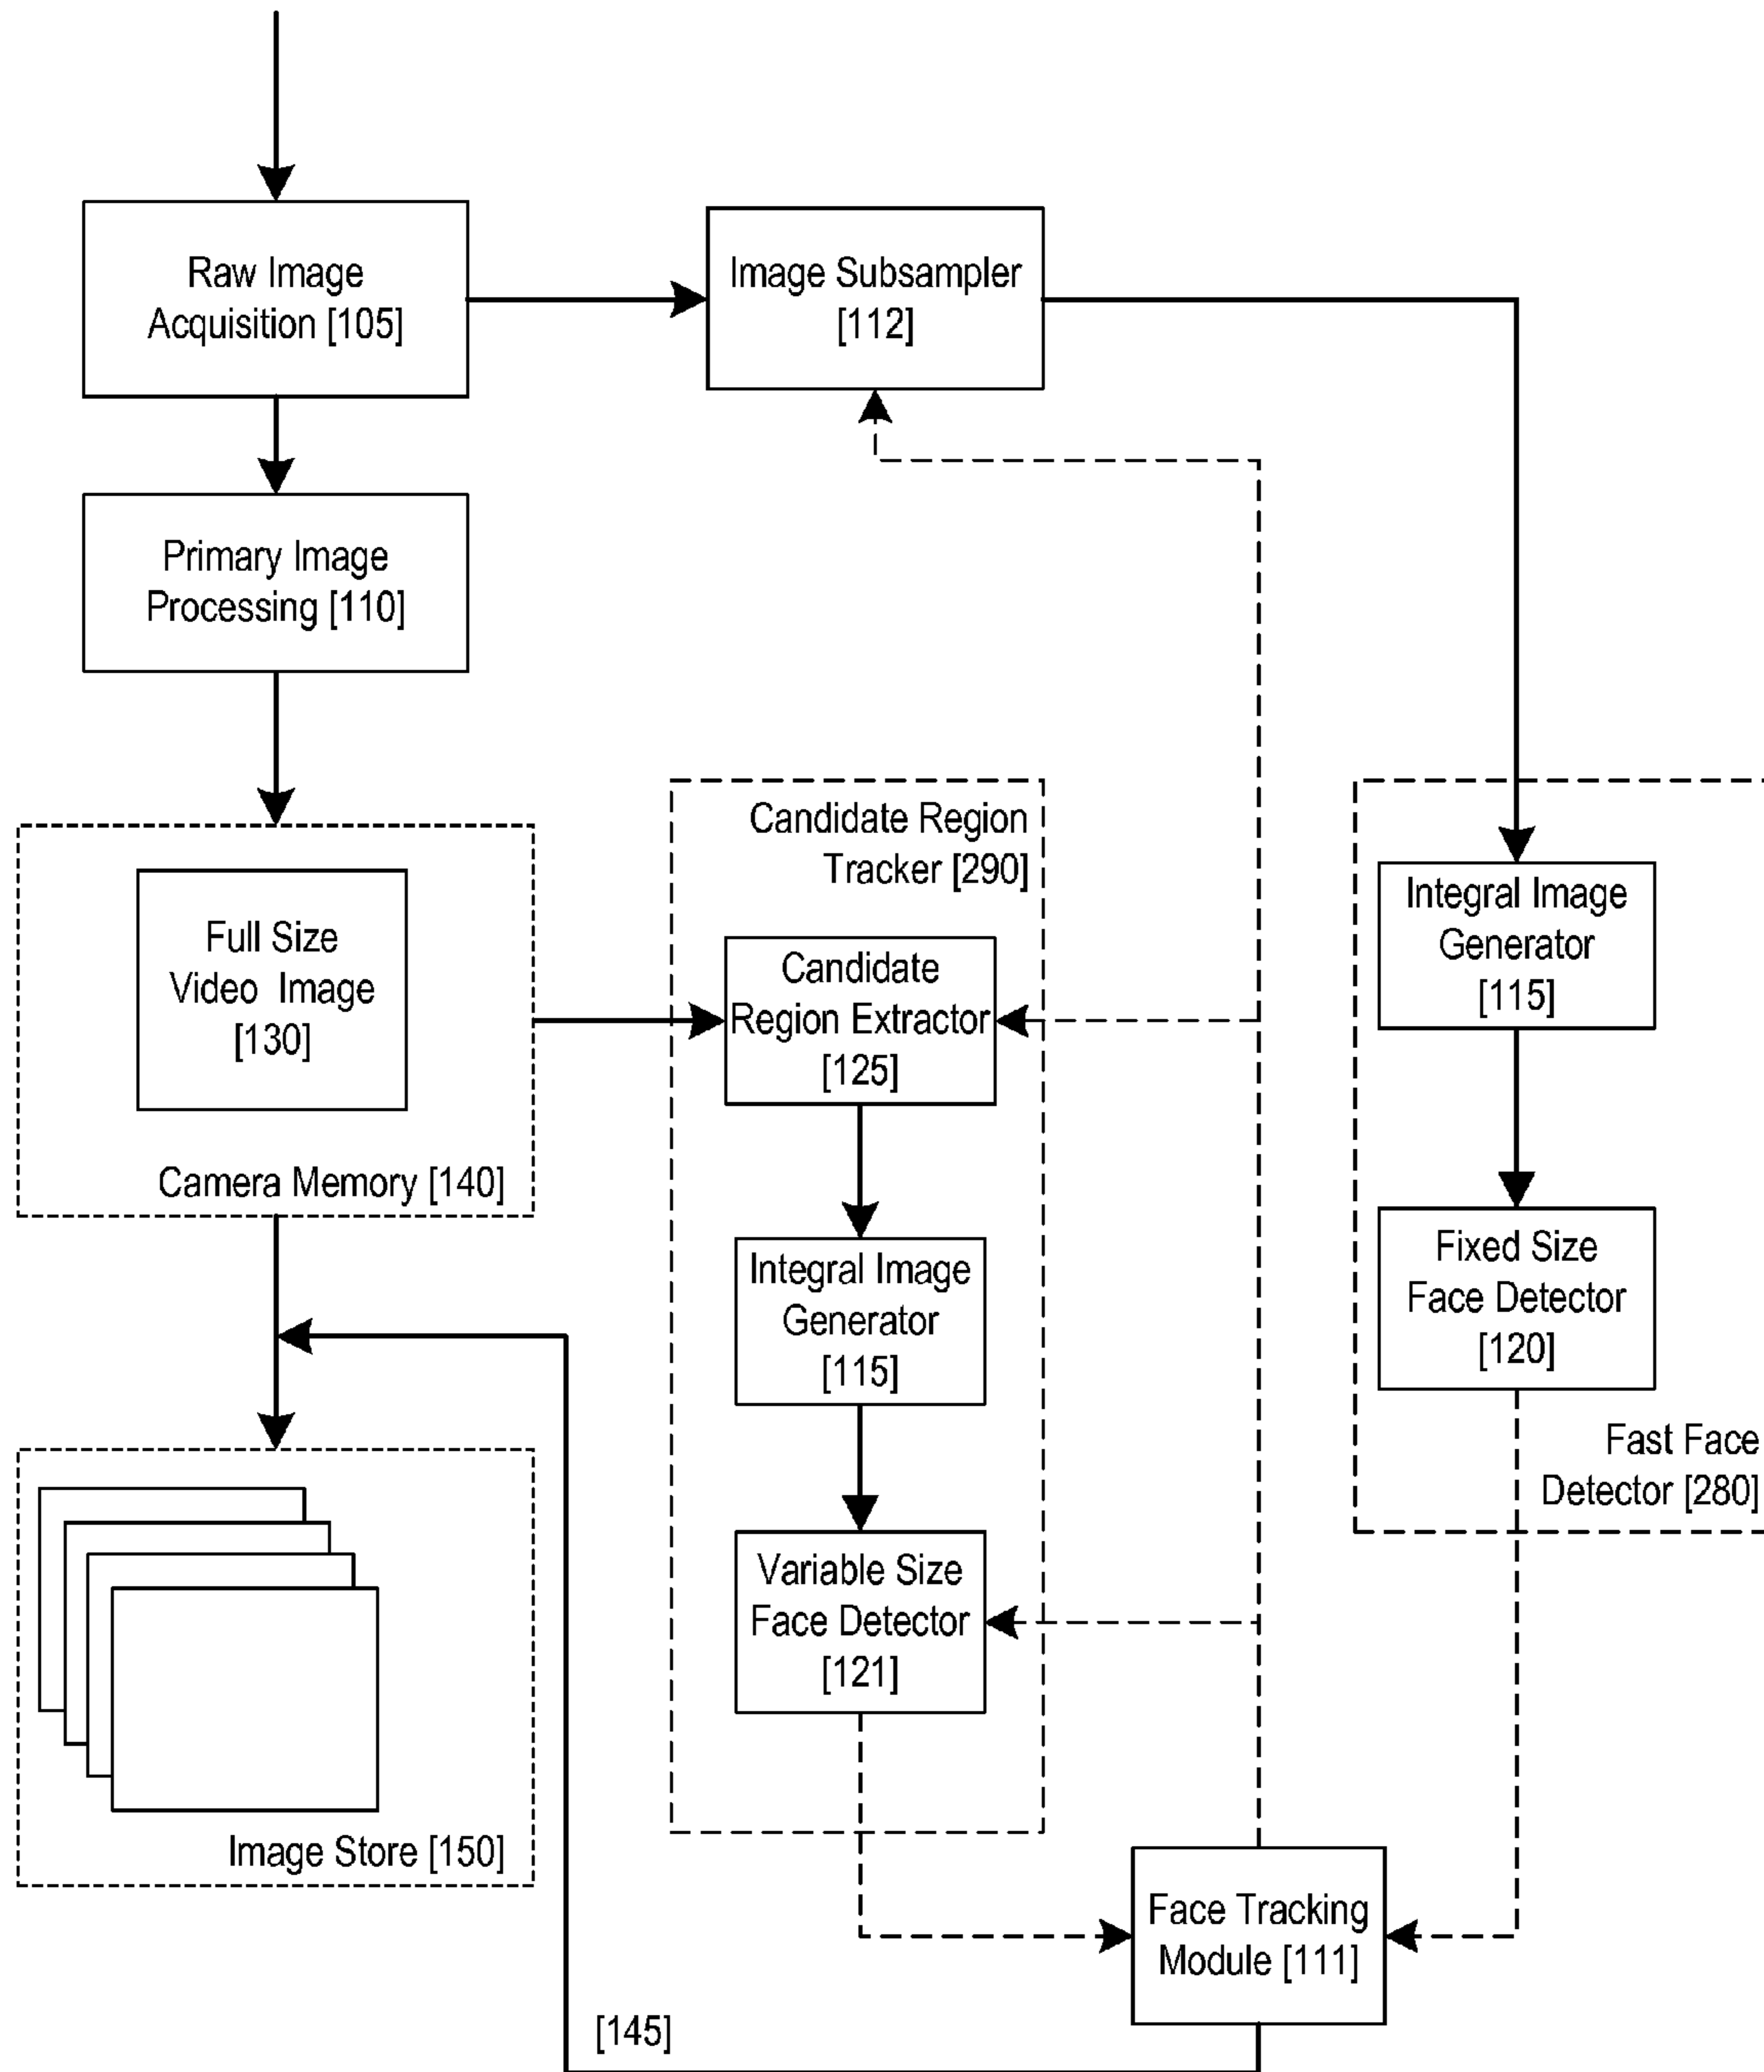 Raw Image
Acquisition [105]
Image Subsampler
[112]
Primary Image
Processing [110]
Candidate Region
Tracker [290]
Full Size
Video Image
[130]
Camera Memory [140]
Candidate
Region Extractor
[125]
Integral Image
Generator
[115]
Integral Image
Generator
[115]
Fixed Size
Face Detector
[120]
Fast Face
Detector [280]
Variable Size
Face Detector
[121]
Image Store [150]
Face Tracking
Module [111]
[145]